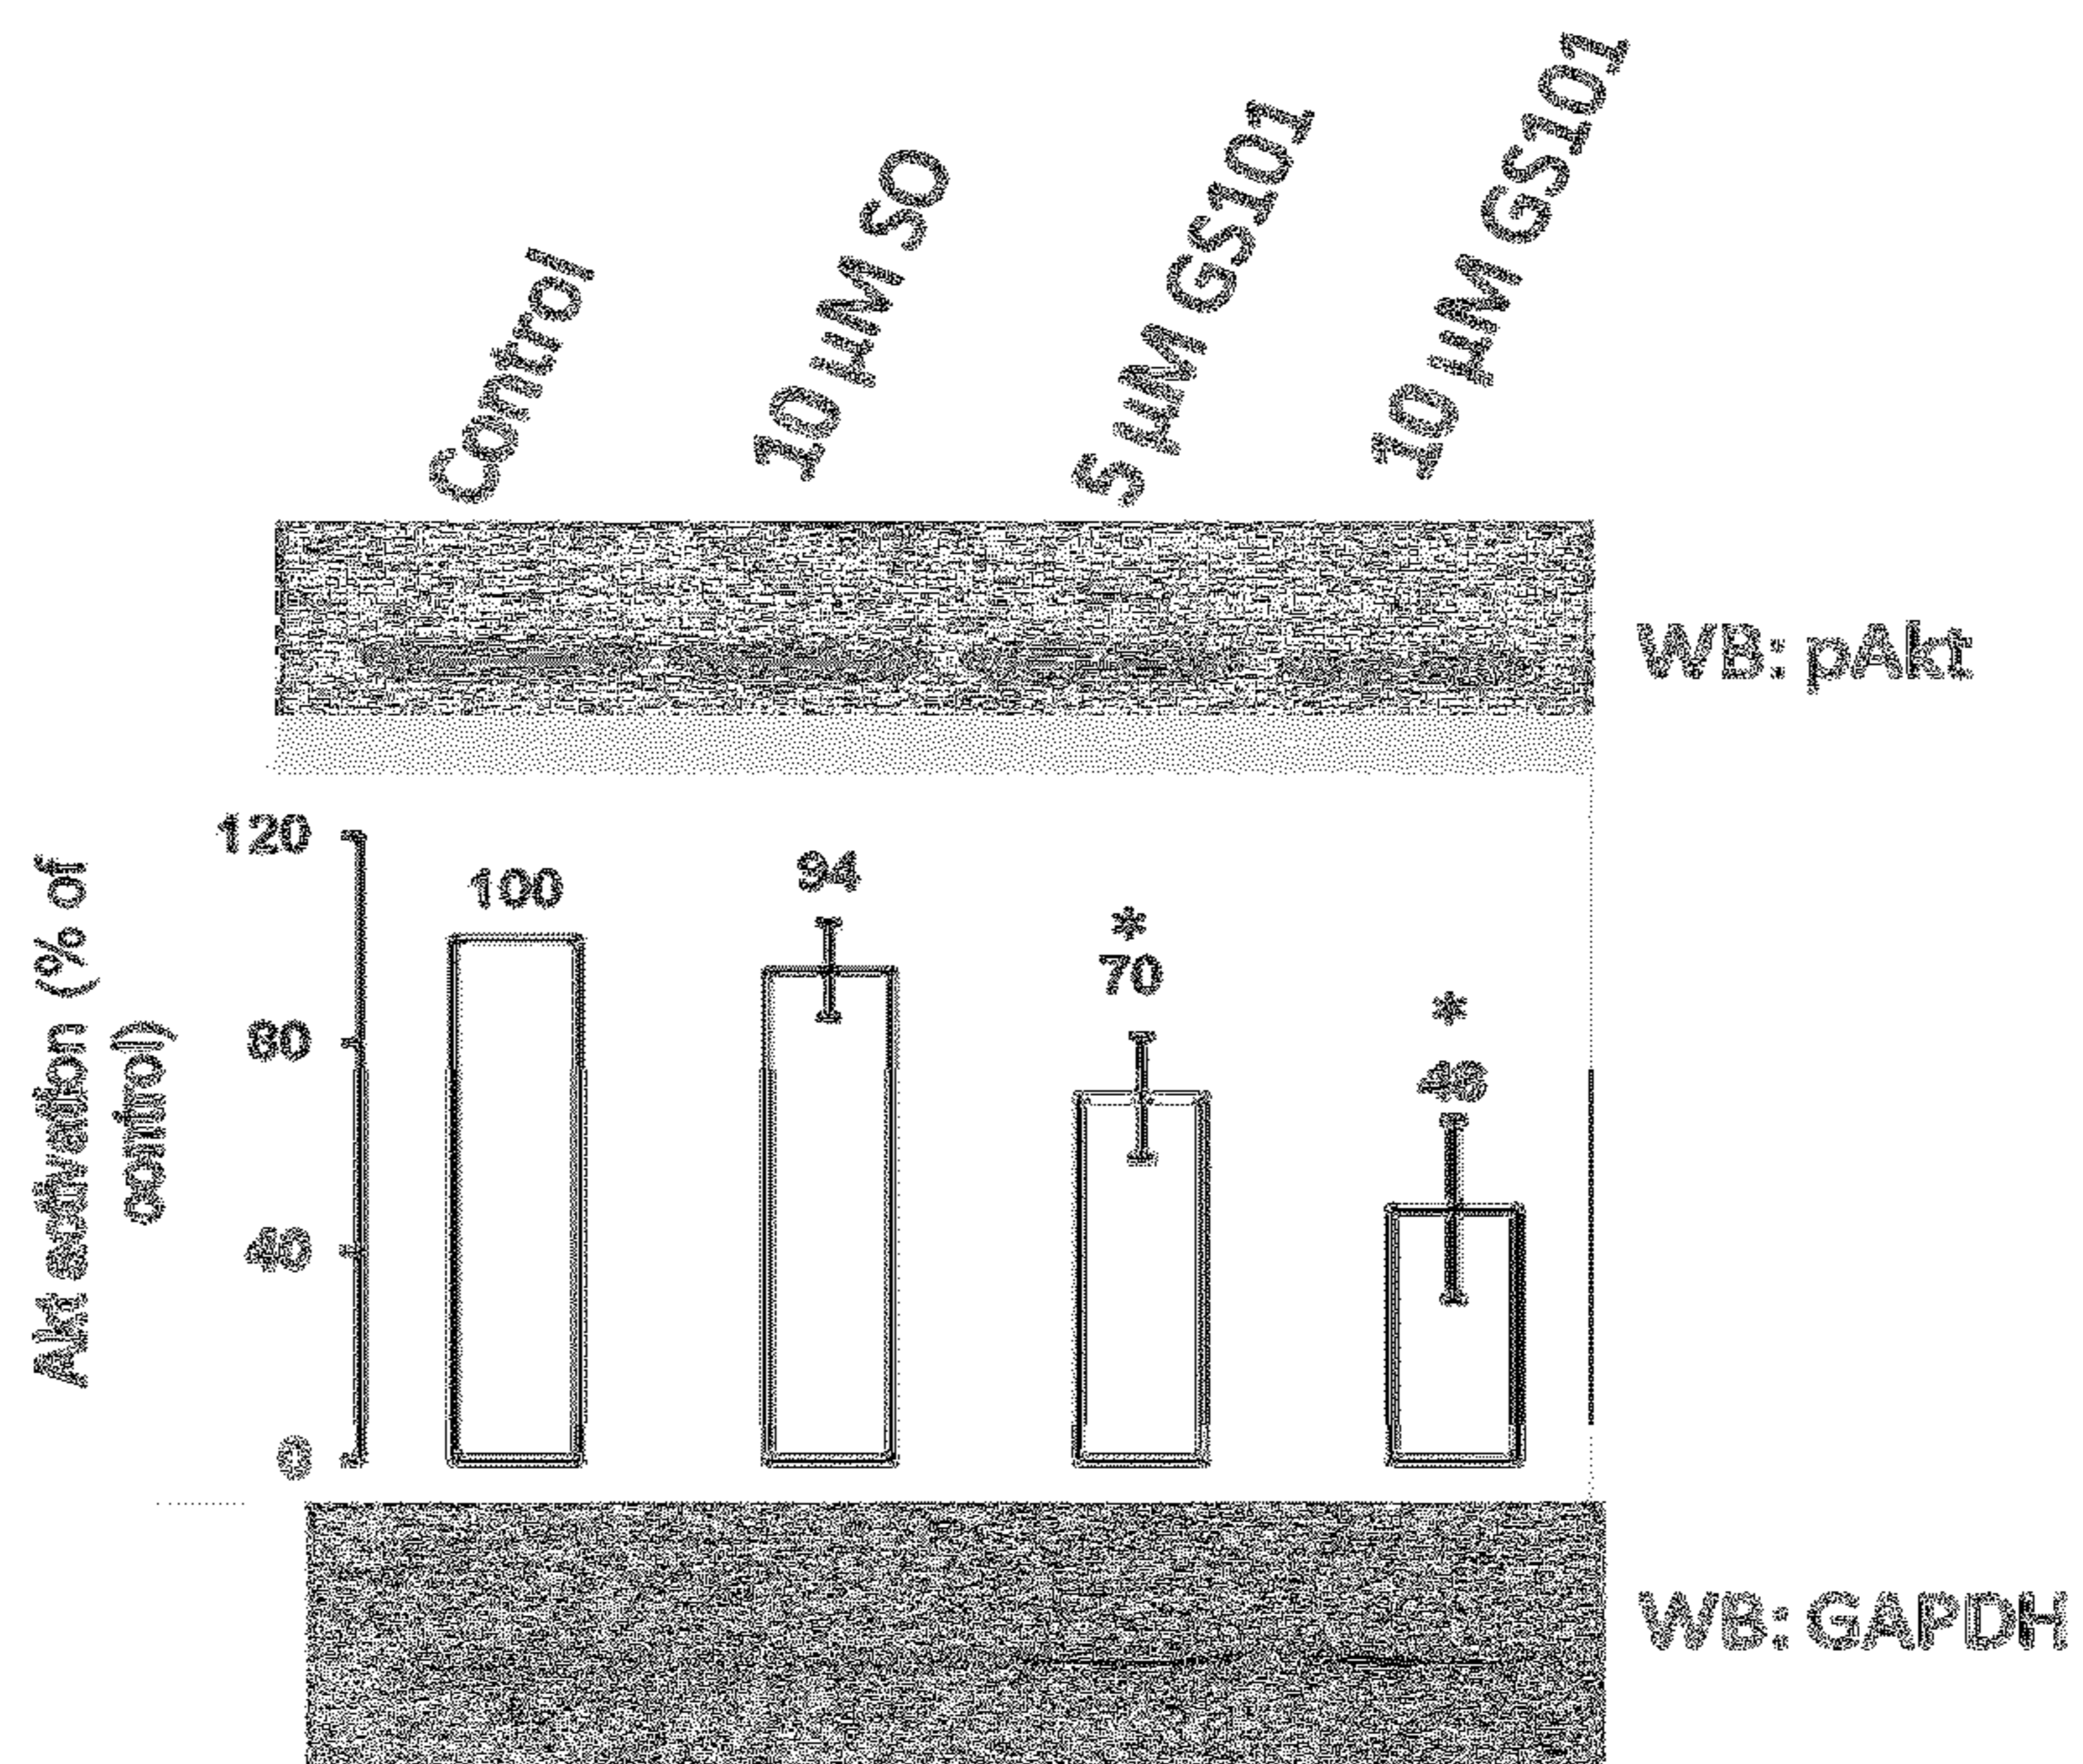 Control
10 µM SO
5 µM GS101
10 µM GS101
WB: pAkt
Akt activation (% of
control)
120
80
40
0
100
94
*
70
*
48
WB: GAPDH